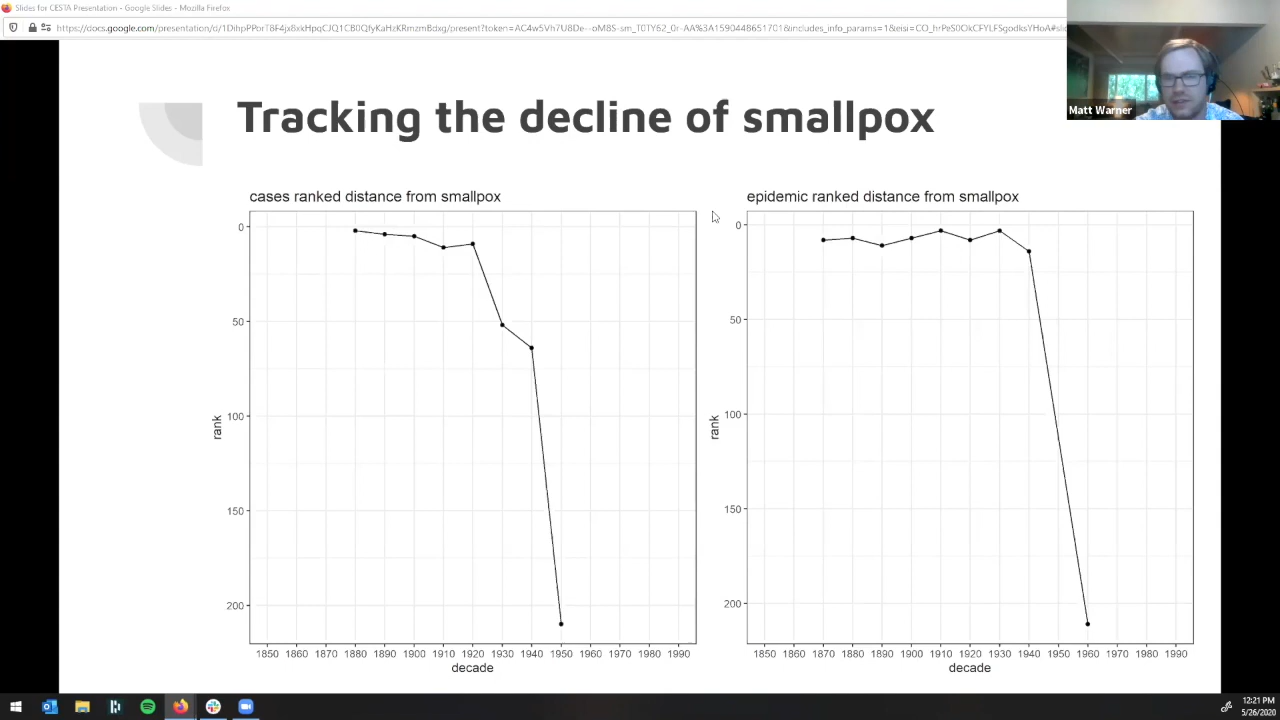 Slides for CESTA Presentation - Google Slides - Mozilla Firefox
Matt Warner
Tracking the decline of smallpox
cases ranked distance from smallpox
0
50
100
150
200
rank
1850 1860 1870 1880 1890 1900 1910 1920 1930 1940 1950 1960 1970 1980 1990
decade
epidemic ranked distance from smallpox
0
50
100
150
200
rank
1850 1860 1870 1880 1890 1900 1910 1920 1930 1940 1950 1960 1970 1980 1990
decade
12:21 PM
5/26/2020